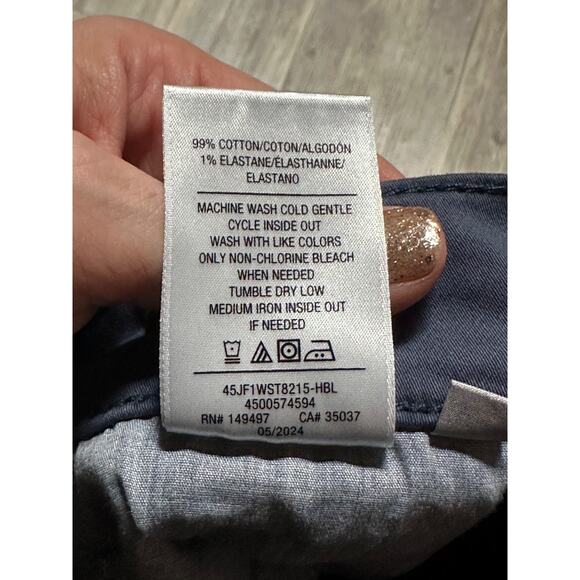 99% COTTON/COTON/ALGODÓN
1% ELASTANE/ÉLASTHANNE/
ELASTANO
MACHINE WASH COLD GENTLE
CYCLE INSIDE OUT
WASH WITH LIKE COLORS
ONLY NON-CHLORINE BLEACH
WHEN NEEDED
TUMBLE DRY LOW
MEDIUM IRON INSIDE OUT
IF NEEDED
45JF1WST8215-HBL
4500574594
RN# 149497 CA# 35037
05/2024